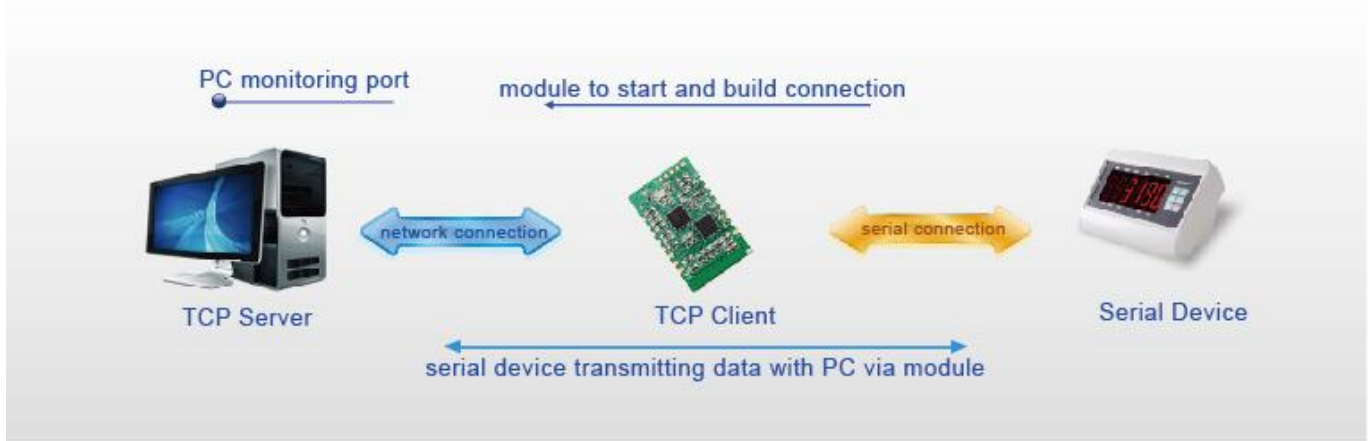 PC monitoring port
module to start and build connection
network connection
serial connection
TCP Server
TCP Client
Serial Device
serial device transmitting data with PC via module